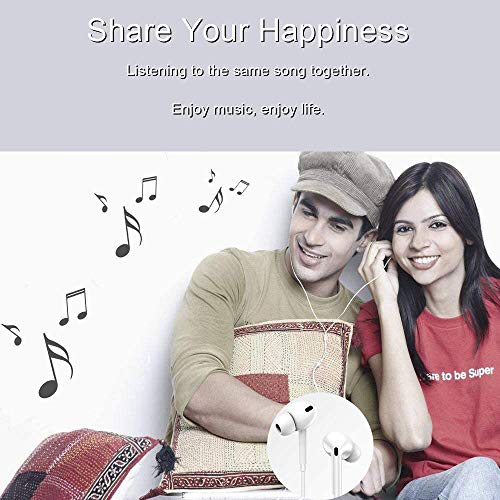 Share Your Happiness
Listening to the same song together.
Enjoy music, enjoy life.
to be Super